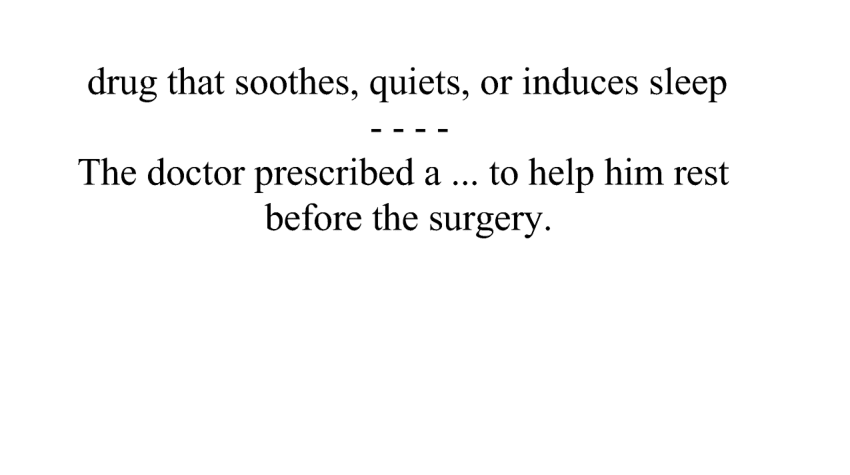 drug that soothes, quiets, or induces sleep
- - - -
The doctor prescribed a ... to help him rest
before the surgery.